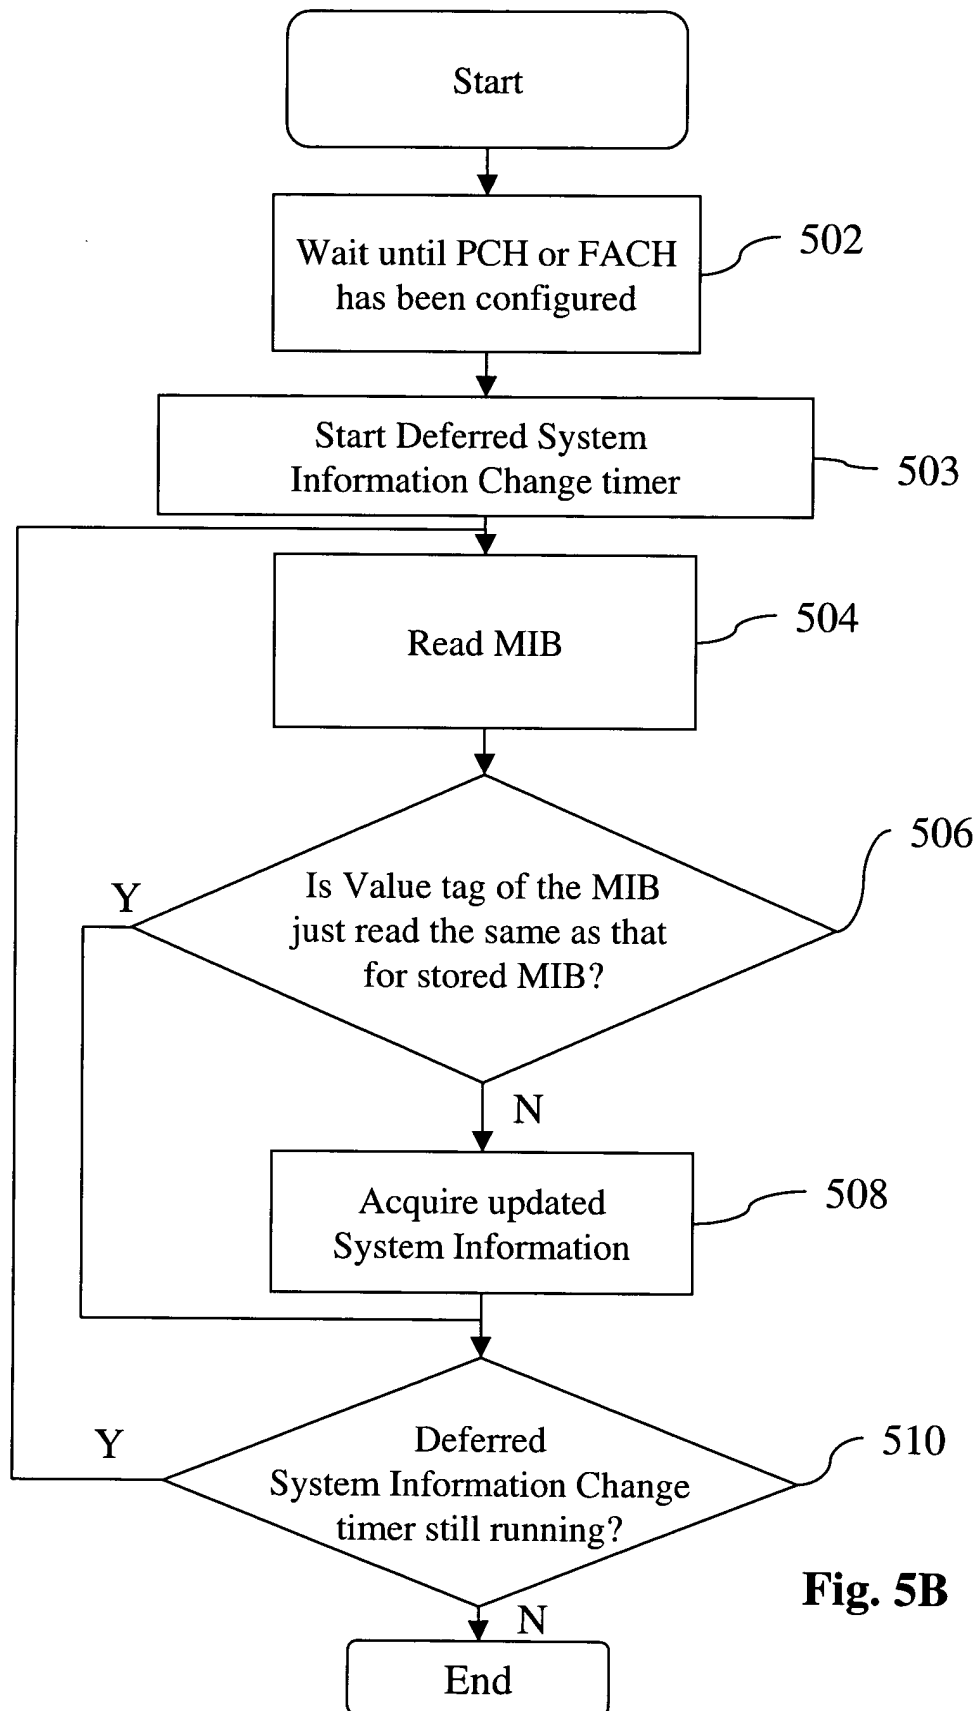 Start
Wait until PCH or FACH
has been configured
502
Start Deferred System
Information Change timer
503
Read MIB
504
506
Is Value tag of the MIB
just read the same as that
for stored MIB?
Y
N
Acquire updated
System Information
508
Y
Deferred
System Information Change
timer still running?
510
Fig. 5B
N
End